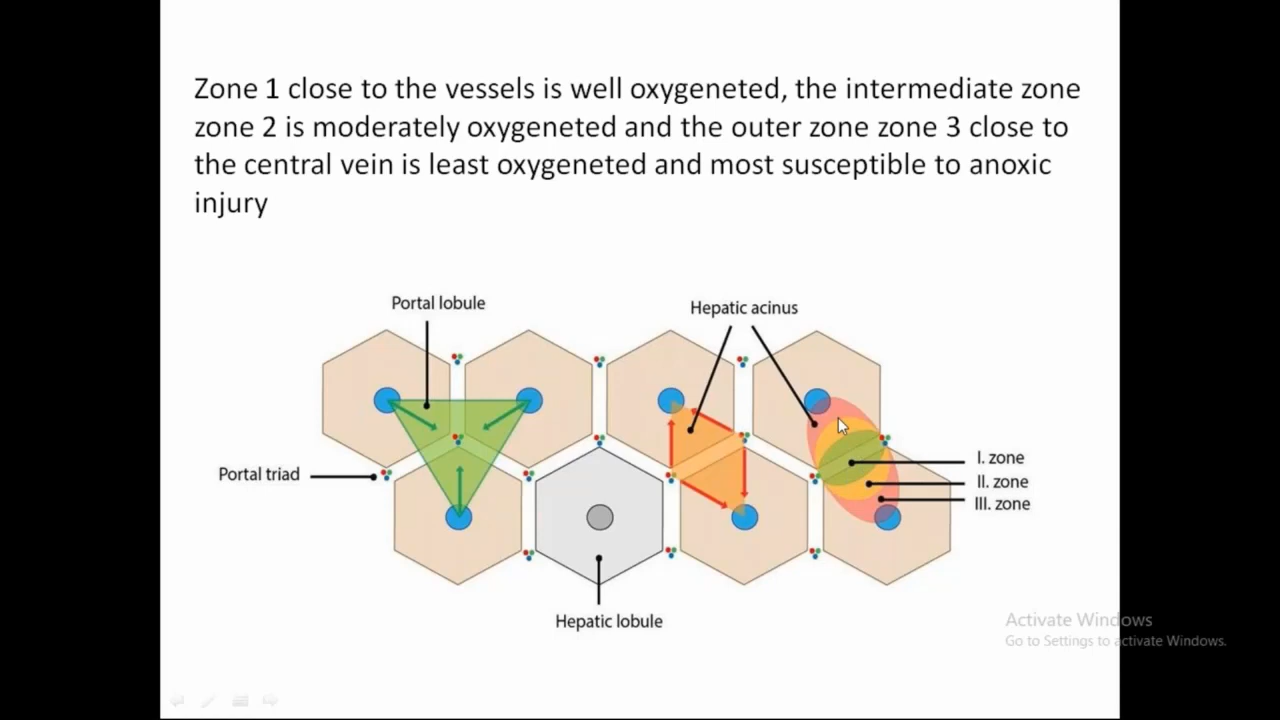 Zone 1 close to the vessels is well oxygeneted, the intermediate zone
zone 2 is moderately oxygeneted and the outer zone zone 3 close to
the central vein is least oxygeneted and most susceptible to anoxic
injury
Portal lobule
Hepatic acinus
Portal triad
I. zone
II. zone
III. zone
Hepatic lobule
Activate Windows
Go to Settings to activate Windows.